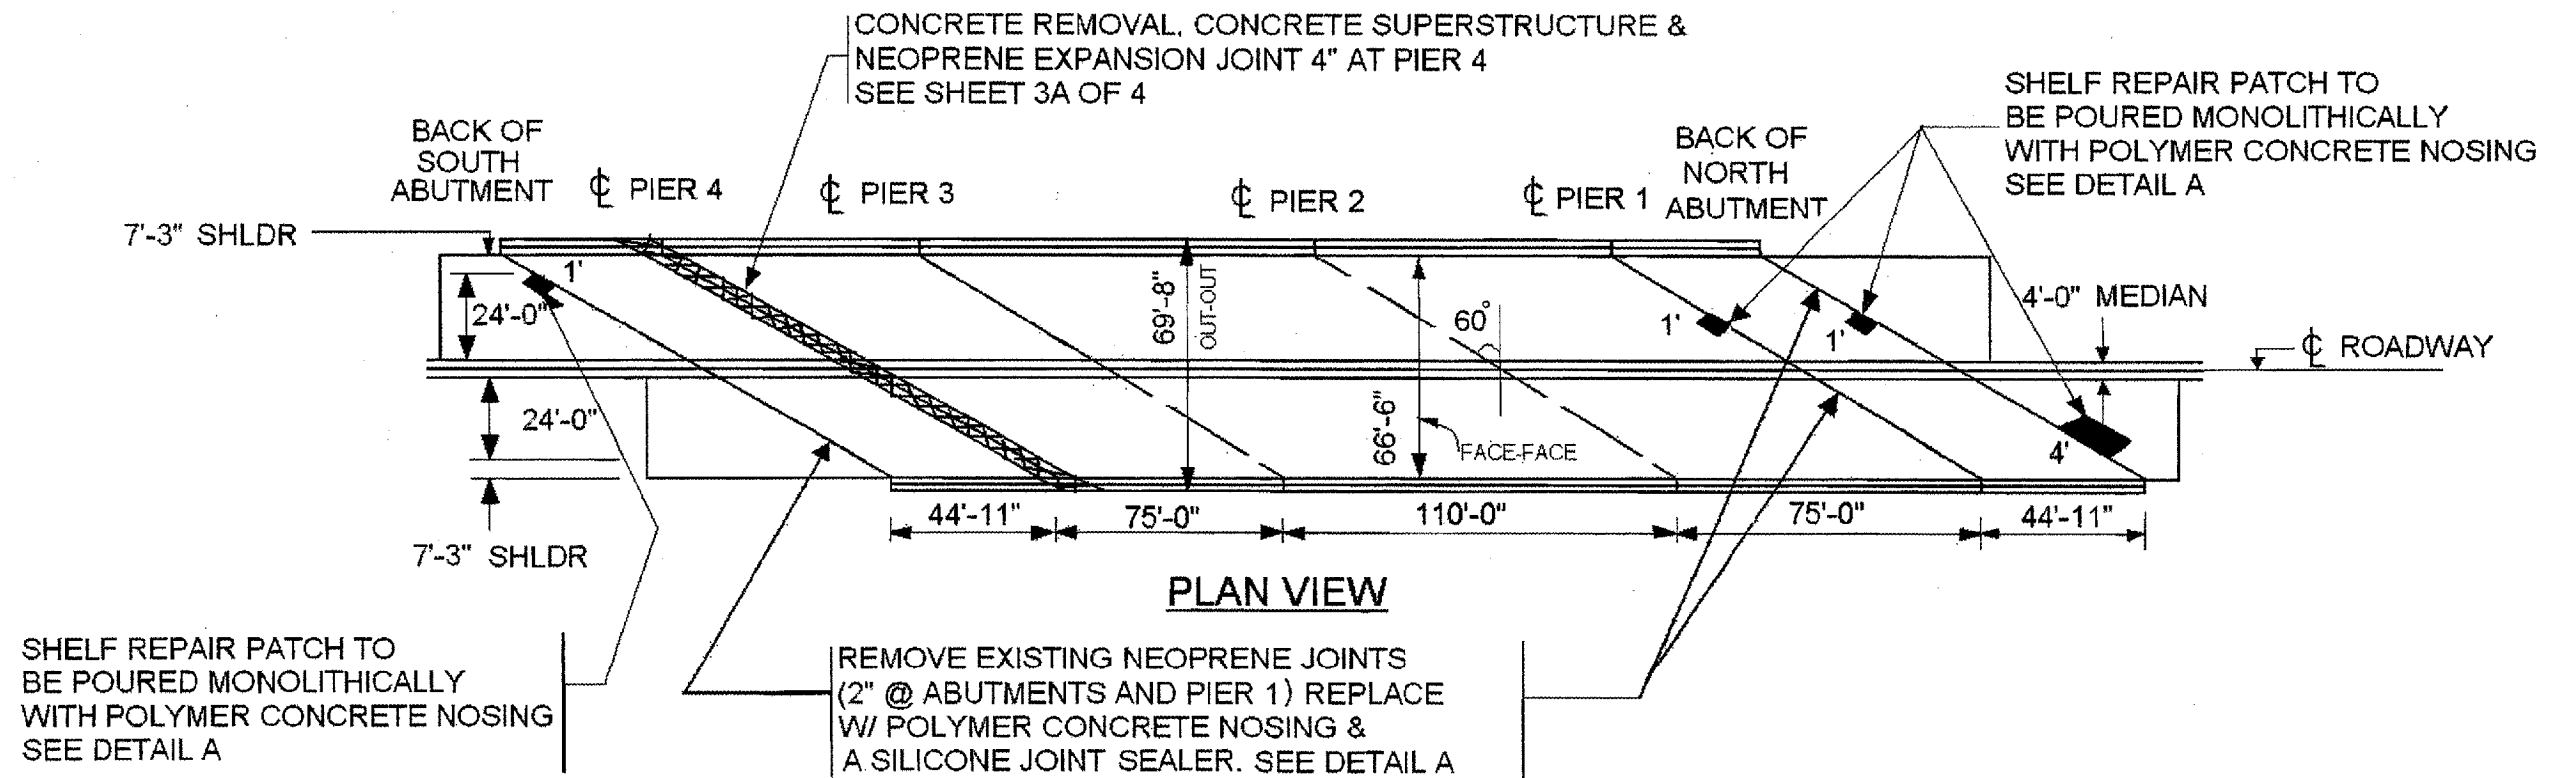 CONCRETE REMOVAL, CONCRETE SUPERSTRUCTURE &
NEOPRENE EXPANSION JOINT 4" AT PIER 4
SEE SHEET 3A OF 4
SHELF REPAIR PATCH TO
BE POURED MONOLITHICALLY
WITH POLYMER CONCRETE NOSING
SEE DETAIL A
BACK OF
SOUTH
ABUTMENT
℄ PIER 4
℄ PIER 3
℄ PIER 2
℄ PIER 1
BACK OF
NORTH
ABUTMENT
7'-3" SHLDR
1'
24'-0"
69'-8"
OUT-OUT
60°
1'
1'
4'-0" MEDIAN
℄ ROADWAY
24'-0"
66'-6"
FACE-FACE
4'
7'-3" SHLDR
44'-11"
75'-0"
110'-0"
75'-0"
44'-11"
PLAN VIEW
SHELF REPAIR PATCH TO
BE POURED MONOLITHICALLY
WITH POLYMER CONCRETE NOSING
SEE DETAIL A
REMOVE EXISTING NEOPRENE JOINTS
(2" @ ABUTMENTS AND PIER 1) REPLACE
W/ POLYMER CONCRETE NOSING &
A SILICONE JOINT SEALER. SEE DETAIL A